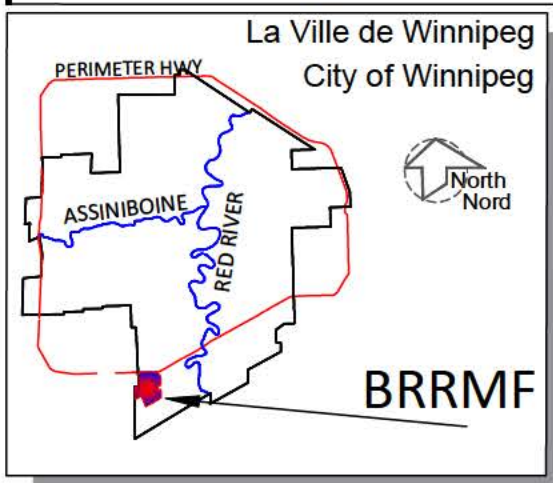 La Ville de Winnipeg
City of Winnipeg
PERIMETER HWY
North
Nord
ASSINIBOINE
RED RIVER
BRRMF